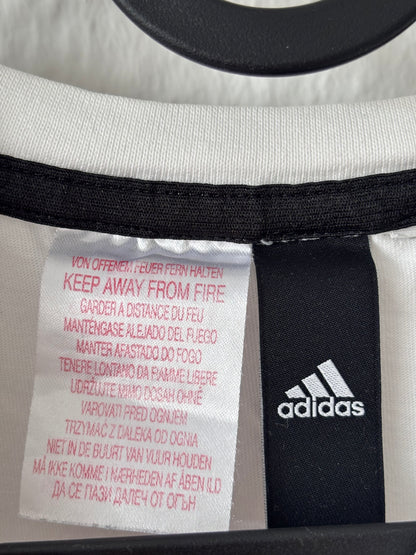 VON OFFENEM FEUER FERN HALTEN
KEEP AWAY FROM FIRE
GARDER A DISTANCE DU FEU
MANTÉNGASE ALEJADO DEL FUEGO
MANTER AFASTADO DO FOGO
TENERE LONTANO DA FIAMME LIBERE
UDRŽUJTE MIMO DOSAH OHNĚ
VAROVATI PRED OGNJEM
TRZYMAĆ Z DALEKA OD OGNIA
NIET IN DE BUURT VAN VUUR HOUDEN
MÅ IKKE KOMME I NÆRHEDEN AF ÅBEN ILD
ДА СЕ ПАЗИ ДАЛЕЧ ОТ ОГЪН
adidas